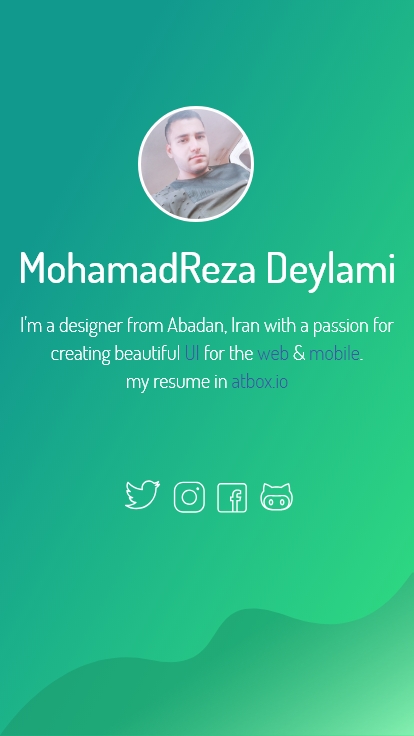 MohamadReza Deylami
I'm a designer from Abadan, Iran with a passion for
creating beautiful UI for the web & mobile.
my resume in atbox.io